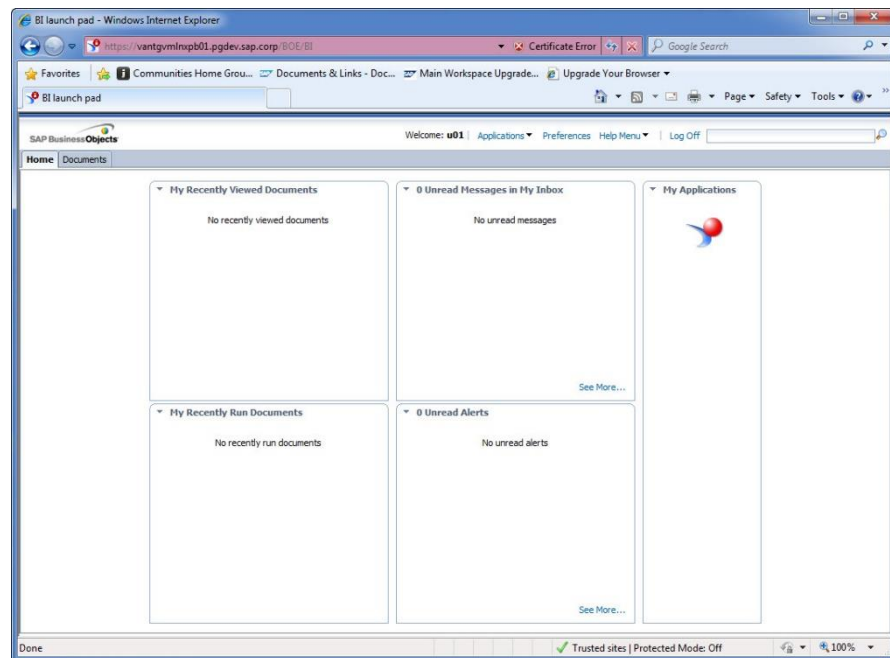 BI launch pad - Windows Internet Explorer
https://vantgvmlnxpb01.pgdev.sap.corp/BOE/BI Certificate Error Google Search
Favorites Communities Home Grou... Documents & Links - Doc... Main Workspace Upgrade... Upgrade Your Browser
BI launch pad Page Safety Tools »
SAP BusinessObjects Welcome: u01 | Applications Preferences Help Menu | Log Off
Home Documents
My Recently Viewed Documents 0 Unread Messages in My Inbox My Applications
No recently viewed documents No unread messages
See More...
My Recently Run Documents 0 Unread Alerts
No recently run documents No unread alerts
See More...
Done Trusted sites | Protected Mode: Off 100%